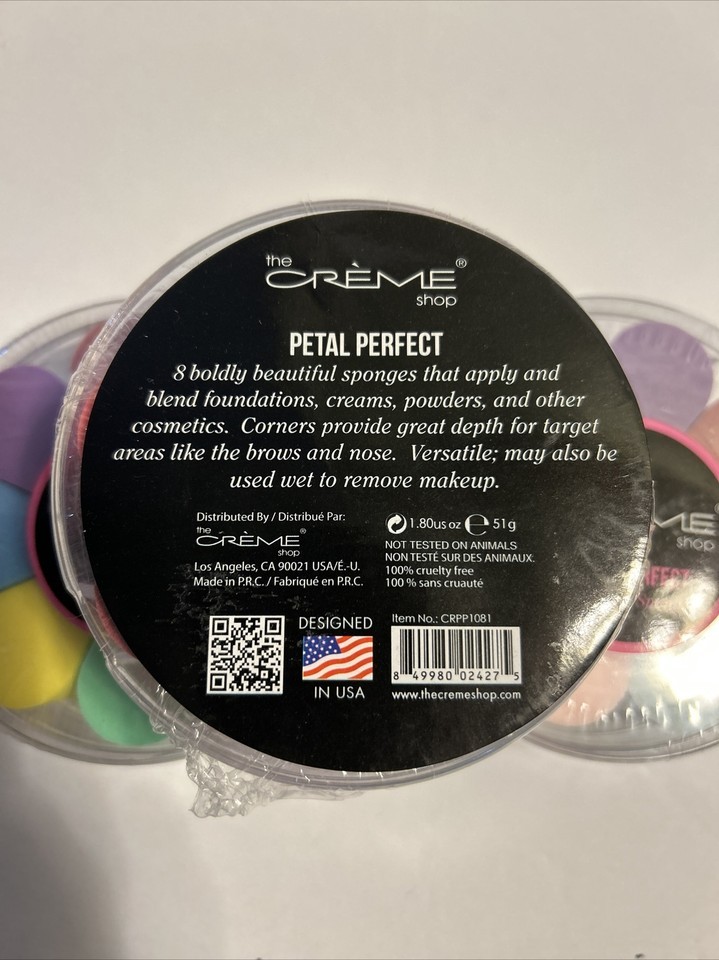 the
CRÈME®
shop
PETAL PERFECT
8 boldly beautiful sponges that apply and
blend foundations, creams, powders, and other
cosmetics. Corners provide great depth for target
areas like the brows and nose. Versatile; may also be
used wet to remove makeup.
Distributed By / Distribué Par:
the
CRÈME®
shop
Los Angeles, CA 90021 USA/É.-U.
Made in P.R.C. / Fabriqué en P.R.C.
1.80us oz ℮ 51g
NOT TESTED ON ANIMALS
NON TESTÉ SUR DES ANIMAUX.
100% cruelty free
100 % sans cruauté
DESIGNED
IN USA
Item No.: CRPP1081
8 49980 02427 5
www.thecremeshop.com
ME
shop
RFECT